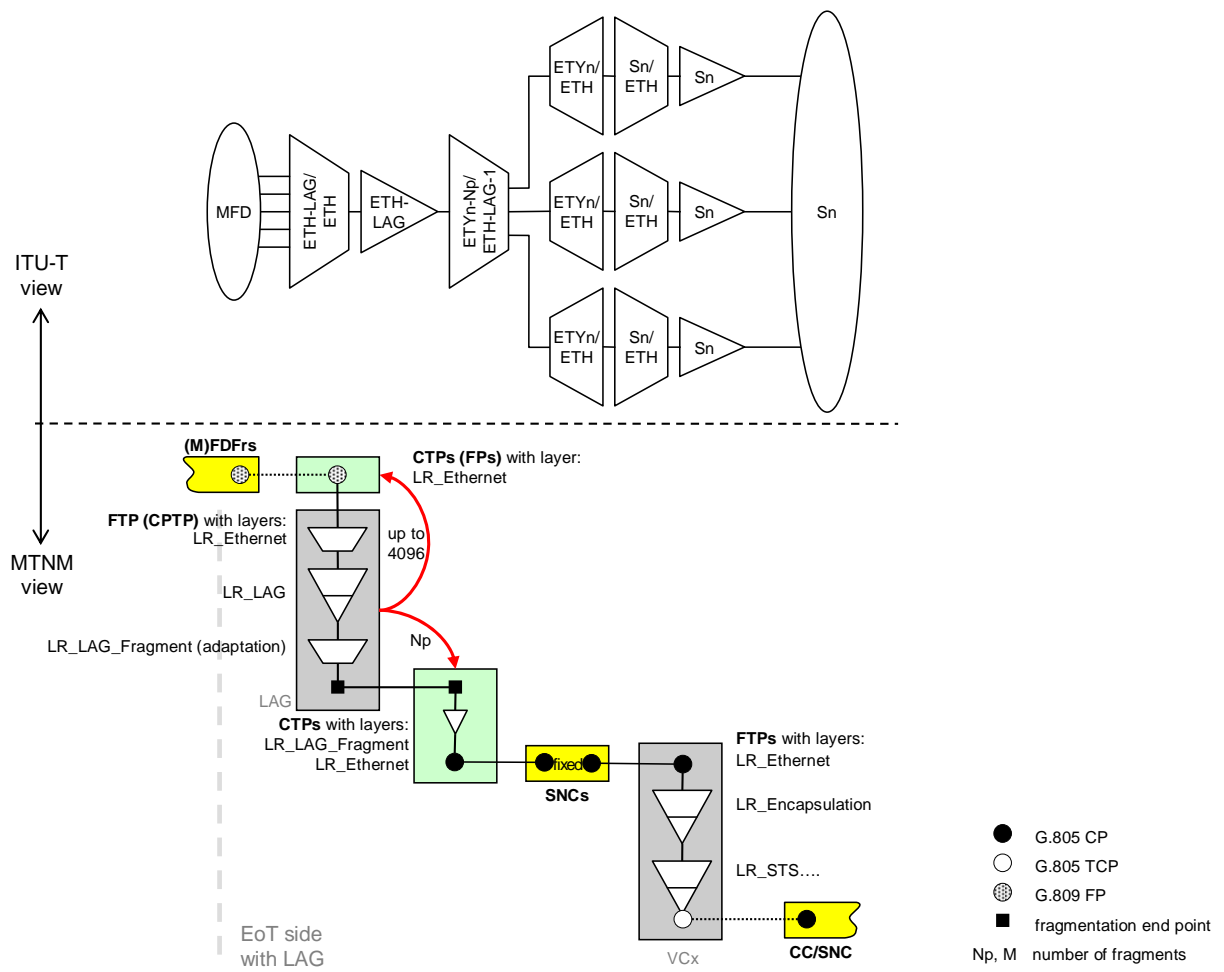 ETYn/
ETH
Sn/
ETH
Sn
MFD
ETH-LAG/
ETH
ETH-
LAG
ETYn-Np/
ETH-LAG-1
ETYn/
ETH
Sn/
ETH
Sn
Sn
ITU-T
view
ETYn/
ETH
Sn/
ETH
Sn
(M)FDFrs
CTPs (FPs) with layer:
LR_Ethernet
FTP (CPTP) with layers:
LR_Ethernet
up to
4096
MTNM
view
LR_LAG
LR_LAG_Fragment (adaptation)
Np
LAG
CTPs with layers:
LR_LAG_Fragment
LR_Ethernet
fixed
SNCs
FTPs with layers:
LR_Ethernet
LR_Encapsulation
LR_STS....
CC/SNC
VCx
EoT side
with LAG
G.805 CP
G.805 TCP
G.809 FP
fragmentation end point
Np, M number of fragments